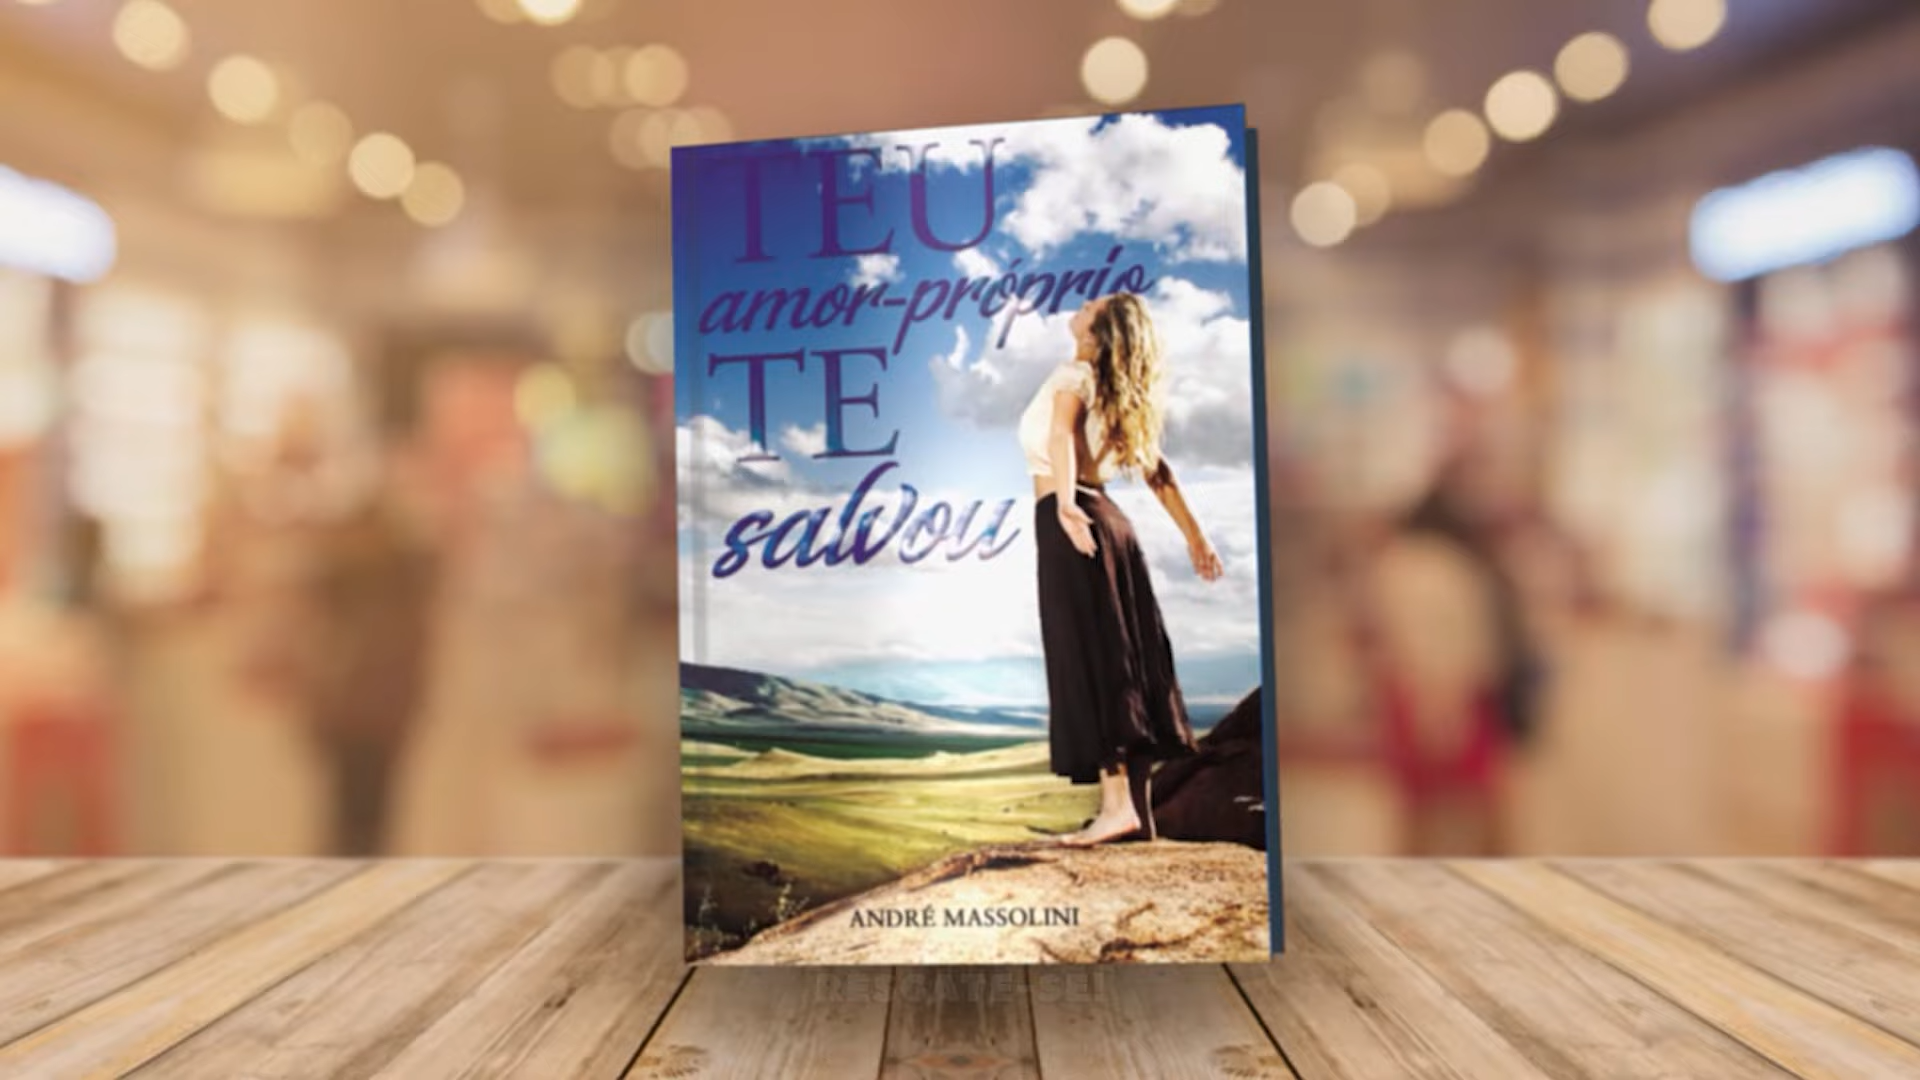 TEU
amor-próprio
TE
salvou
ANDRÉ MASSOLINI
RESGATE-SE!